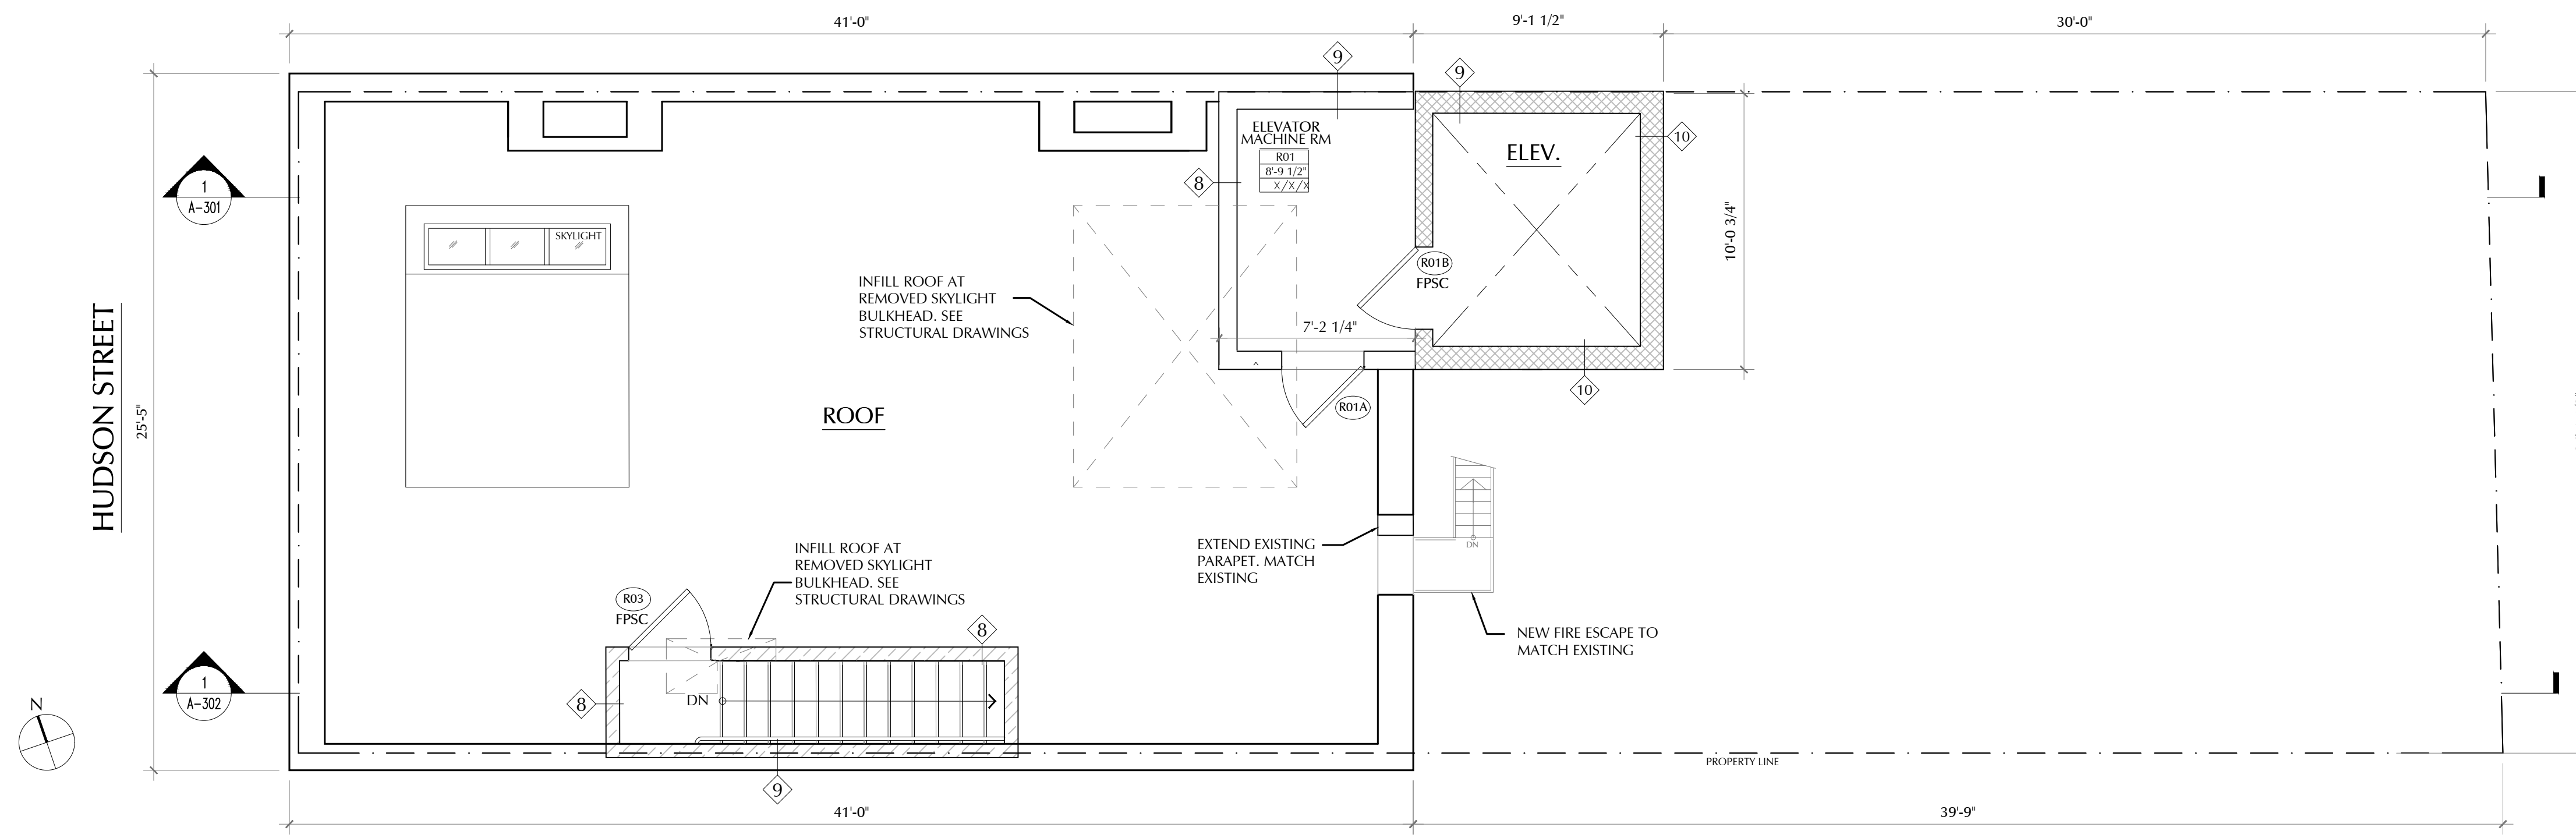 41'-0"
9'-1 1/2"
30'-0"
9
9
10
ELEVATOR
MACHINE RM
R01
8'-9 1/2"
X/X/X
ELEV.
8
1
A-301
SKYLIGHT
10'-0 3/4"
R01B
FPSC
INFILL ROOF AT
REMOVED SKYLIGHT
BULKHEAD. SEE
STRUCTURAL DRAWINGS
7'-2 1/4"
HUDSON STREET
25'-5"
10
R01A
ROOF
DN
EXTEND EXISTING
PARAPET. MATCH
EXISTING
INFILL ROOF AT
REMOVED SKYLIGHT
BULKHEAD. SEE
STRUCTURAL DRAWINGS
R03
FPSC
8
NEW FIRE ESCAPE TO
MATCH EXISTING
1
A-302
8
DN
N
PROPERTY LINE
9
41'-0"
39'-9"